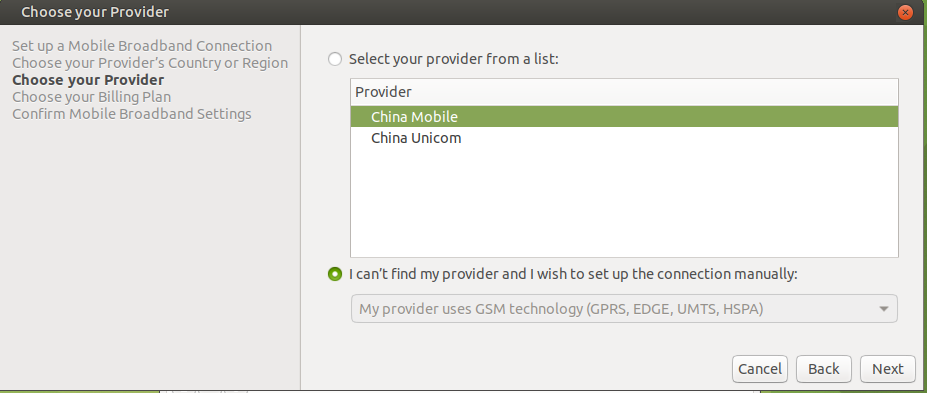 Choose your Provider
Set up a Mobile Broadband Connection
Choose your Provider's Country or Region
Choose your Provider
Choose your Billing Plan
Confirm Mobile Broadband Settings
Select your provider from a list:
Provider
China Mobile
China Unicom
I can't find my provider and I wish to set up the connection manually:
My provider uses GSM technology (GPRS, EDGE, UMTS, HSPA)
Cancel Back Next